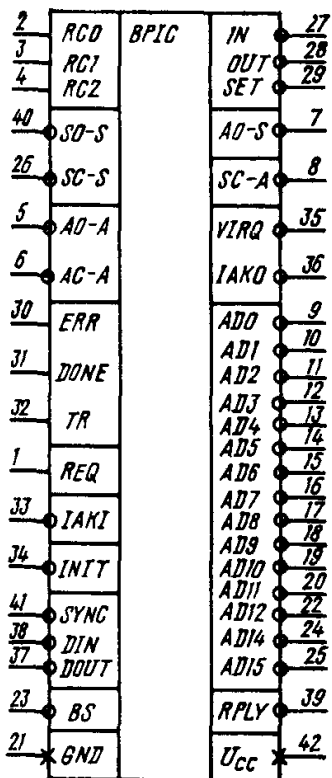 2 RC0 BPIC IN 27
3 RC1 OUT 28
4 RC2 SET 29
40 SO-S AO-S 7
26 SC-S SC-A 8
5 AO-A VIRQ 35
6 AC-A IAKO 36
30 ERR AD0 9
AD1 10
31 DONE AD2 11
AD3 12
32 TR AD4 13
AD5 14
1 REQ AD6 15
AD7 16
33 IAKI AD8 17
AD9 18
34 INIT AD10 19
AD11 20
41 SYNC AD12 22
38 DIN AD14 24
37 DOUT AD15 25
23 BS RPLY 39
21 GND Ucc 42